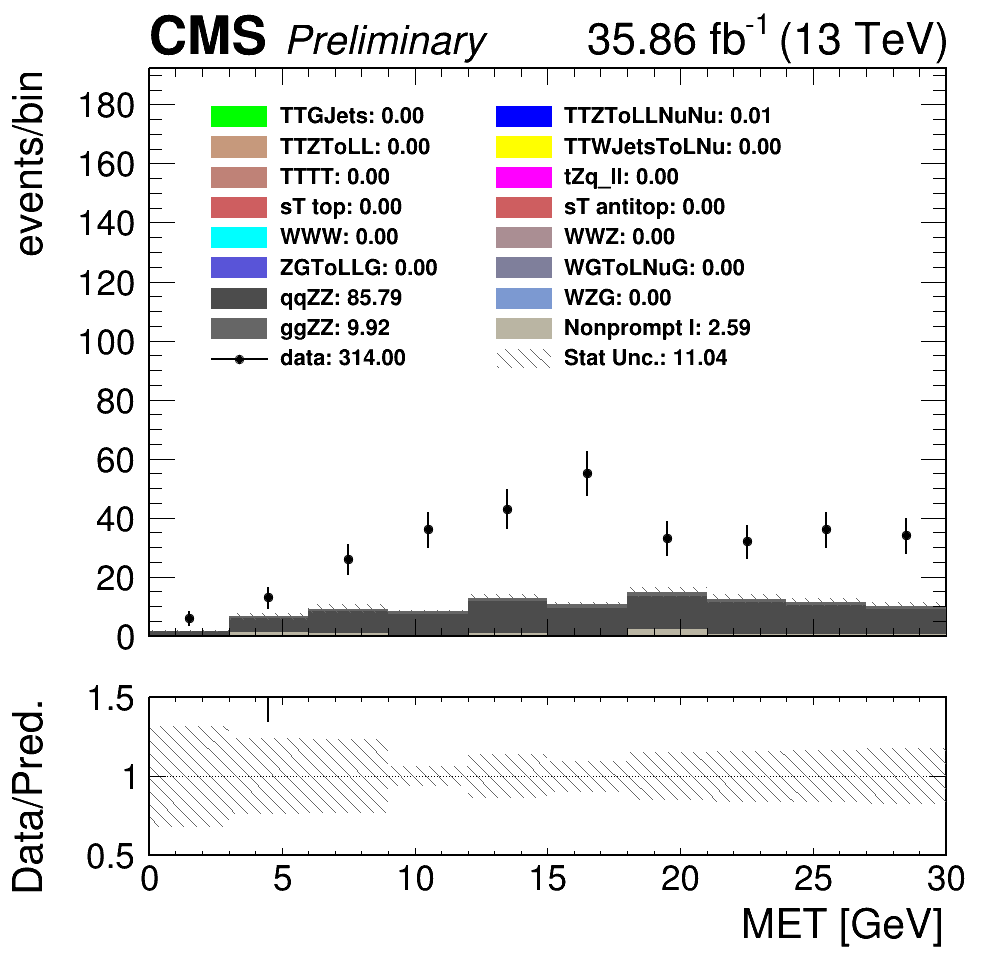 CMS Preliminary 35.86 fb-1 (13 TeV)
events/bin
180
160
140
120
100
80
60
40
20
0
TTGJets: 0.00 TTZToLLNuNu: 0.01
TTZToLL: 0.00 TTWJetsToLNu: 0.00
TTTT: 0.00 tZq_ll: 0.00
sT top: 0.00 sT antitop: 0.00
WWW: 0.00 WWZ: 0.00
ZGToLLG: 0.00 WGToLNuG: 0.00
qqZZ: 85.79 WZG: 0.00
ggZZ: 9.92 Nonprompt l: 2.59
data: 314.00 Stat Unc.: 11.04
Data/Pred.
1.5
1
0.5
0 5 10 15 20 25 30
MET [GeV]